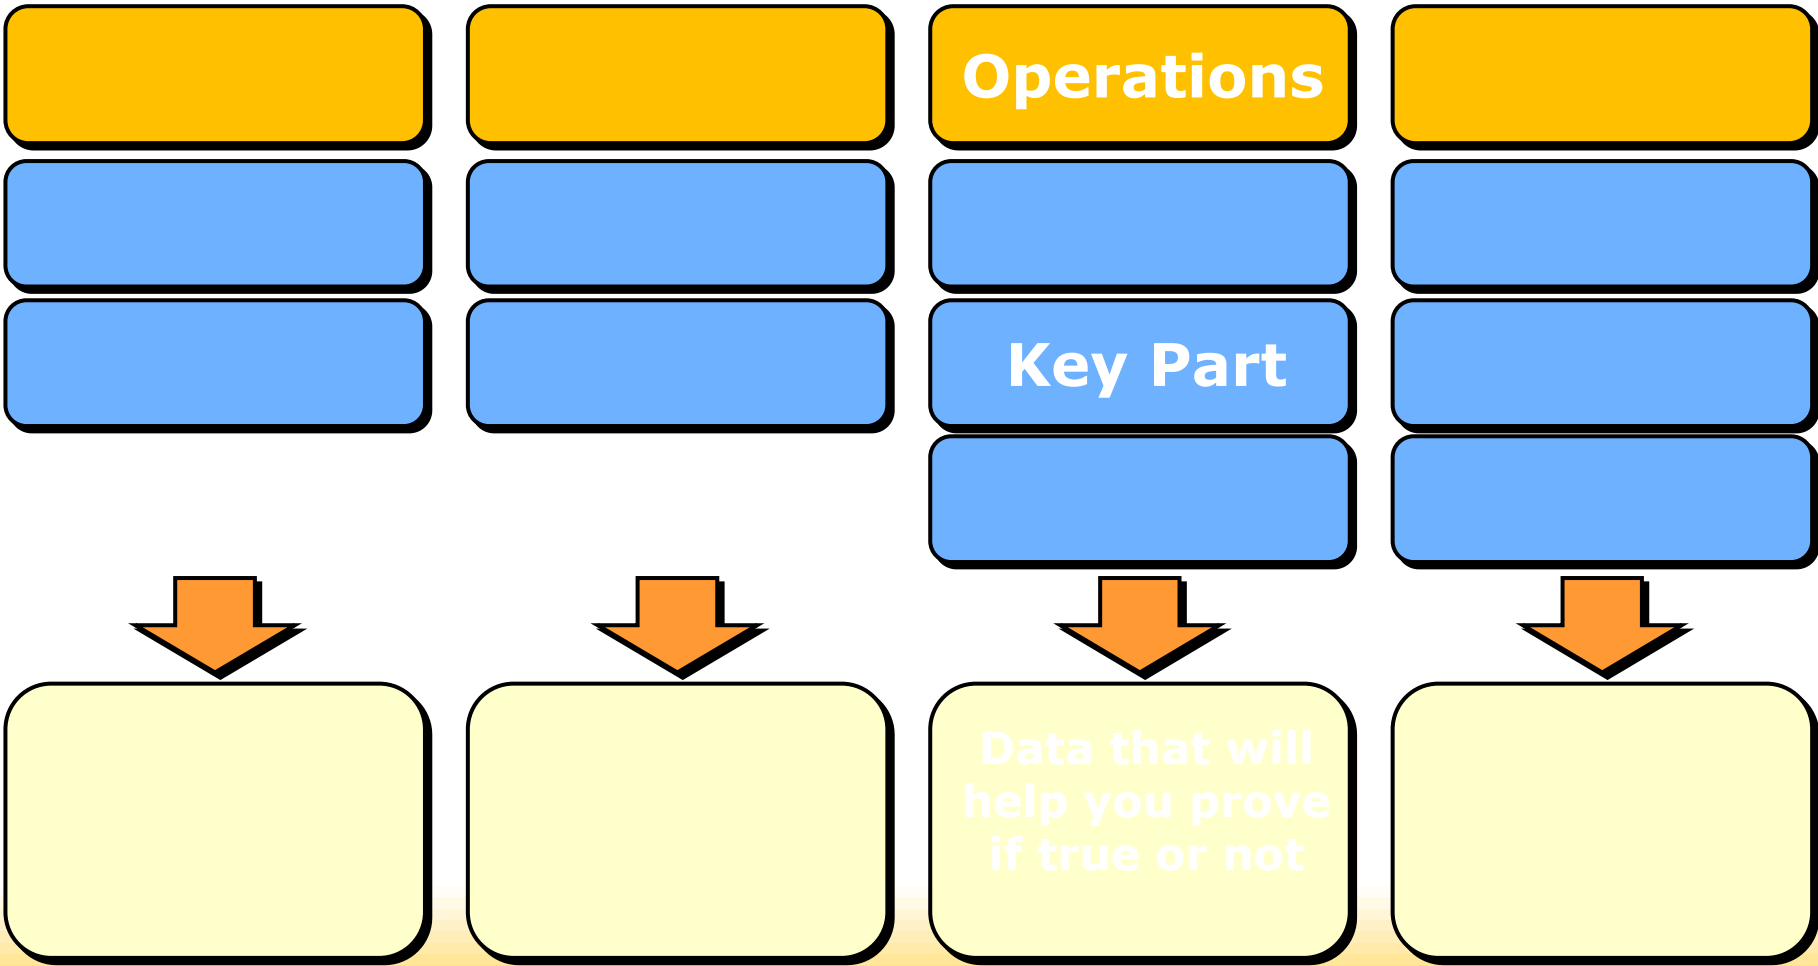 Operations
Key Part
Data that will
help you prove
if true or not